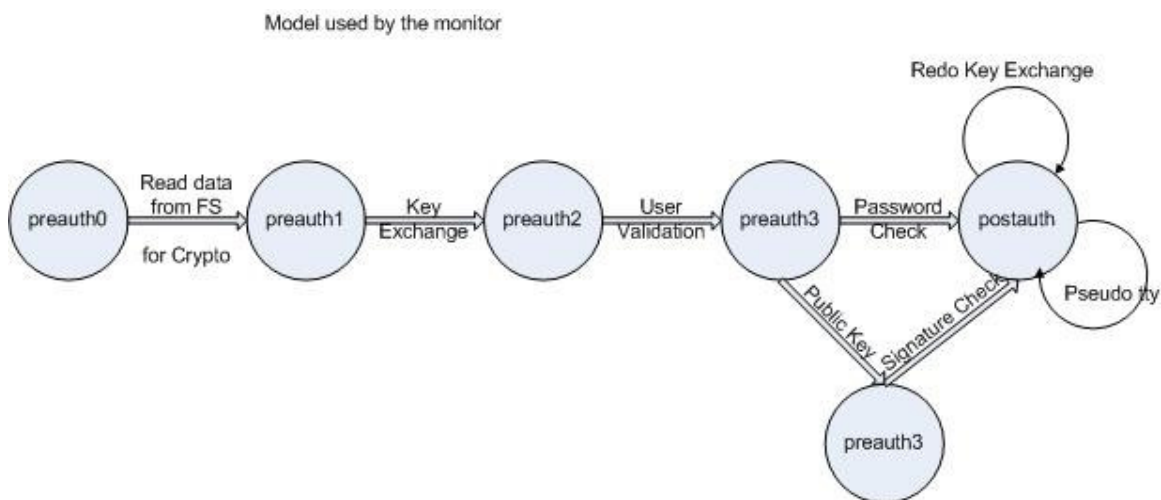 Model used by the monitor
Redo Key Exchange
preauth0
Read data
from FS
for Crypto
preauth1
Key
Exchange
preauth2
User
Validation
preauth3
Password
Check
postauth
Pseudo tty
Public Key
Signature Check
preauth3